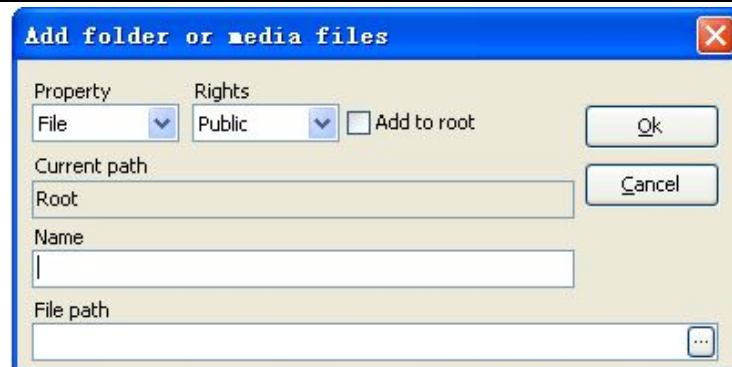 Add folder or media files
Property Rights
File Public Add to root Ok
Current path
Root Cancel
Name
File path
...